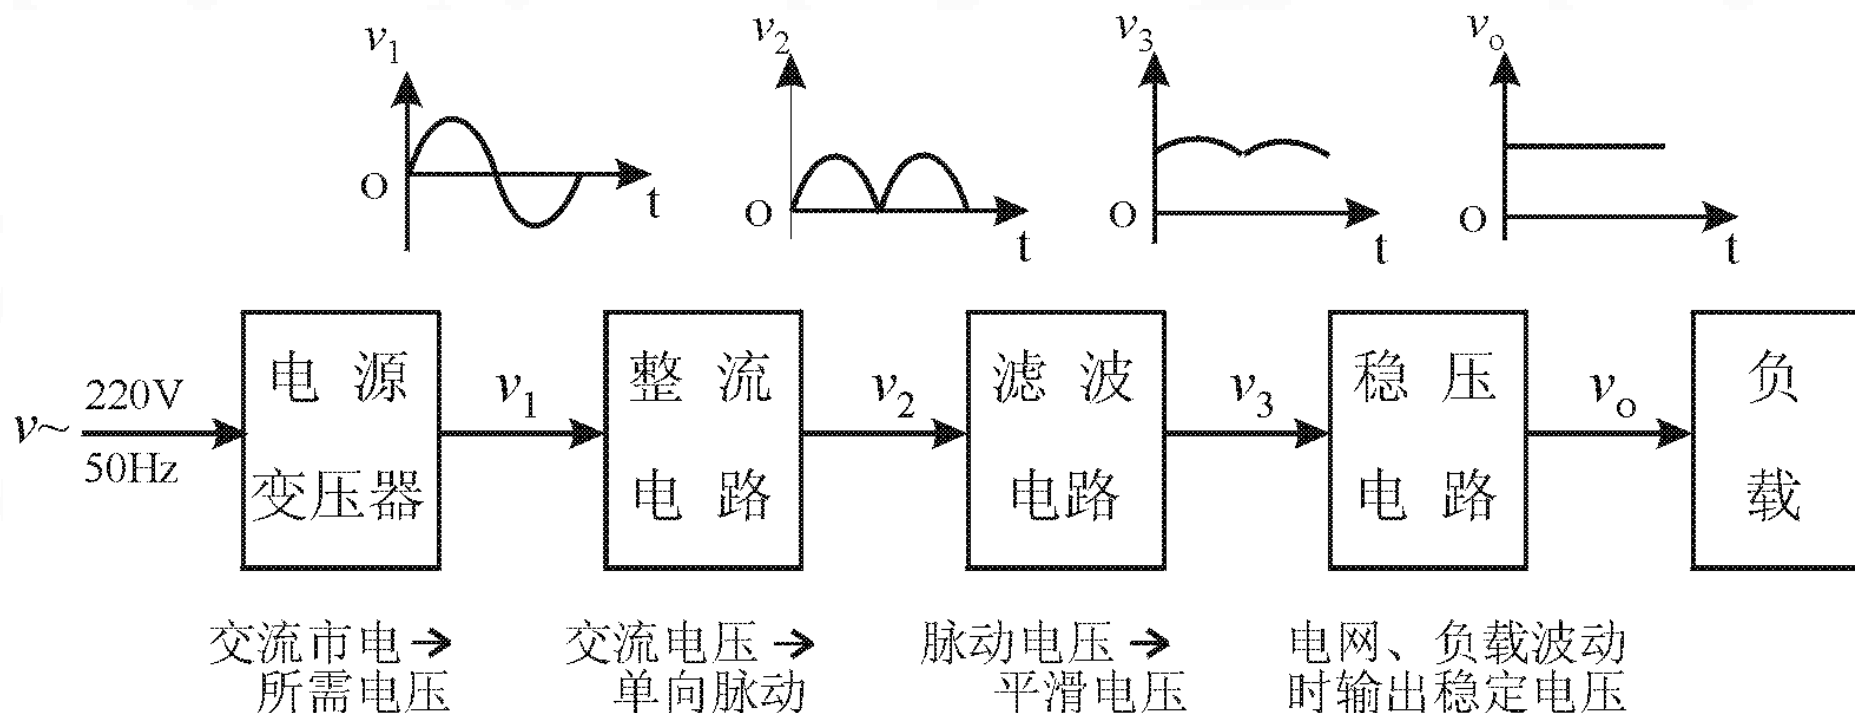 v₁
O
t
v₂
O
t
v₃
O
t
vₒ
O
t
v~
220V
50Hz
电源
变压器
v₁
整流
电路
v₂
滤波
电路
v₃
稳压
电路
vₒ
负
载
交流市电→
所需电压
交流电压→
单向脉动
脉动电压→
平滑电压
电网、负载波动
时输出稳定电压